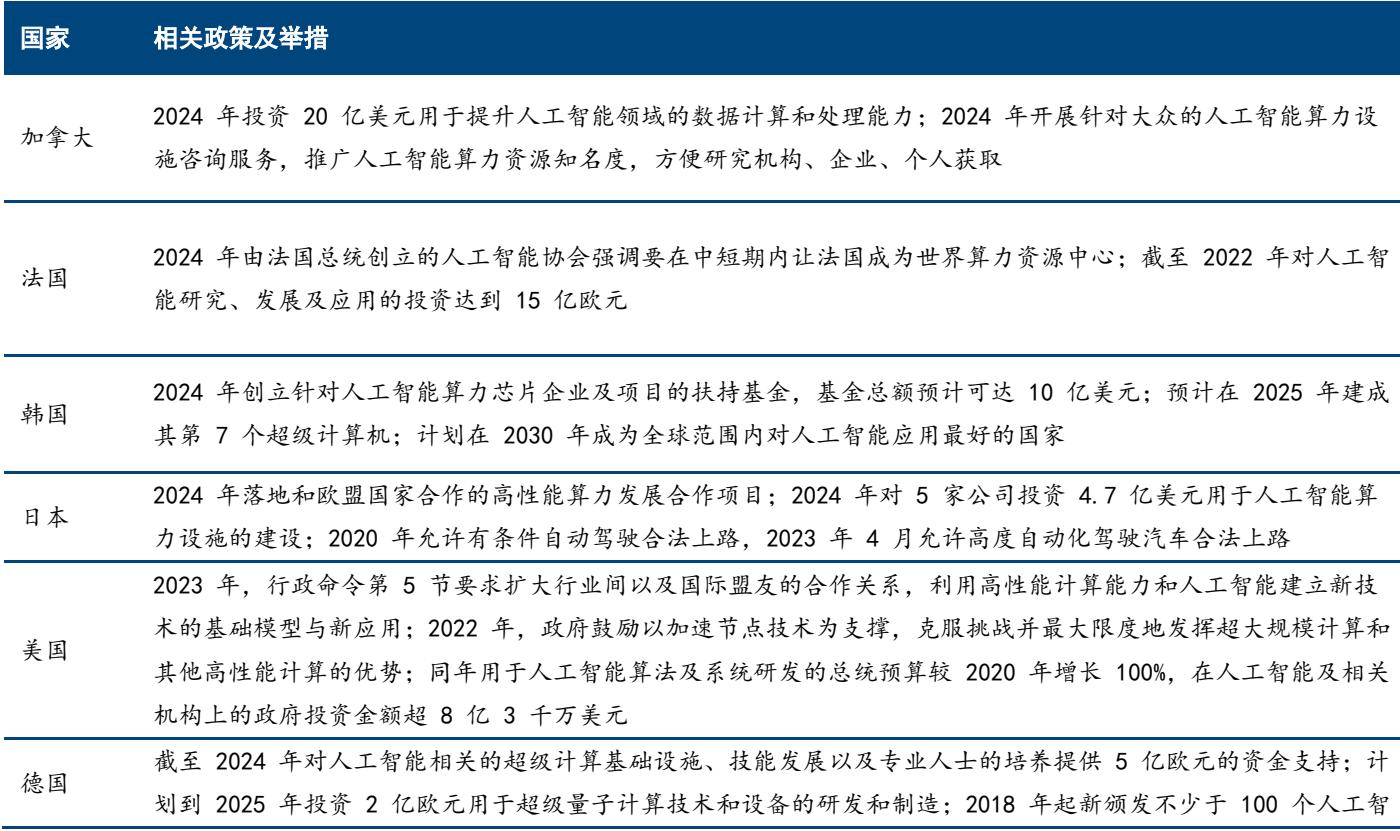 国家 相关政策及举措
加拿大
2024 年投资 20 亿美元用于提升人工智能领域的数据计算和处理能力；2024 年开展针对大众的人工智能算力设
施咨询服务，推广人工智能算力资源知名度，方便研究机构、企业、个人获取
法国
2024 年由法国总统创立的人工智能协会强调要在中短期内让法国成为世界算力资源中心；截至 2022 年对人工智
能研究、发展及应用的投资达到 15 亿欧元
韩国
2024 年创立针对人工智能算力芯片企业及项目的扶持基金，基金总额预计可达 10 亿美元；预计在 2025 年建成
其第 7 个超级计算机；计划在 2030 年成为全球范围内对人工智能应用最好的国家
日本
2024 年落地和欧盟国家合作的高性能算力发展合作项目；2024 年对 5 家公司投资 4.7 亿美元用于人工智能算
力设施的建设；2020 年允许有条件自动驾驶合法上路，2023 年 4 月允许高度自动化驾驶汽车合法上路
美国
2023 年，行政命令第 5 节要求扩大行业间以及国际盟友的合作关系，利用高性能计算能力和人工智能建立新技
术的基础模型与新应用；2022 年，政府鼓励以加速节点技术为支撑，克服挑战并最大限度地发挥超大规模计算和
其他高性能计算的优势；同年用于人工智能算法及系统研发的总统预算较 2020 年增长 100%，在人工智能及相关
机构上的政府投资金额超 8 亿 3 千万美元
德国
截至 2024 年对人工智能相关的超级计算基础设施、技能发展以及专业人士的培养提供 5 亿欧元的资金支持；计
划到 2025 年投资 2 亿欧元用于超级量子计算技术和设备的研发和制造；2018 年起新颁发不少于 100 个人工智